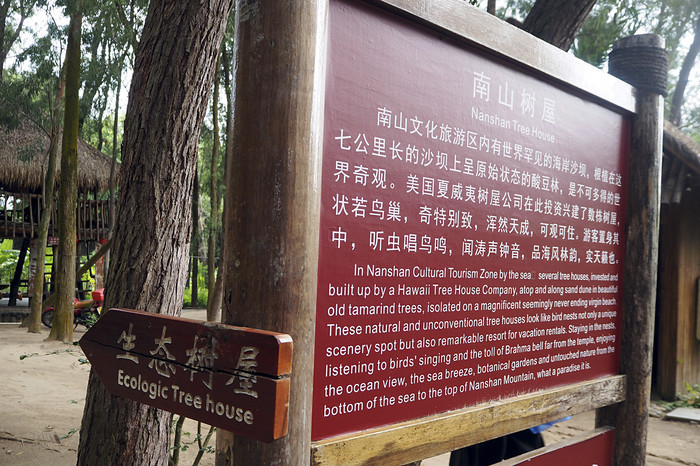 南山树屋
Nanshan Tree House
南山文化旅游区内有世界罕见的海岸沙坝，根植在这
七公里长的沙坝上呈原始状态的酸豆林，是不可多得的世
界奇观。美国夏威夷树屋公司在此投资兴建了数栋树屋，
状若鸟巢，奇特别致，浑然天成，可观可住。游客置身其
中，听虫唱鸟鸣，闻涛声钟音，品海风林韵，实天籁也。
In Nanshan Cultural Tourism Zone by the sea□ several tree houses, invested and
built up by a Hawaii Tree House Company, atop and along sand dune in beautiful
old tamarind trees, isolated on a magnificent seemingly never ending virgin beach.
These natural and unconventional tree houses look like bird nests not only a unique
scenery spot but also remarkable resort for vacation rentals. Staying in the nests,
listening to birds' singing and the toll of Brahma bell far from the temple, enjoying
the ocean view, the sea breeze, botanical gardens and untouched nature from the
bottom of the sea to the top of Nanshan Mountain, what a paradise it is.
生态树屋
Ecologic Tree house